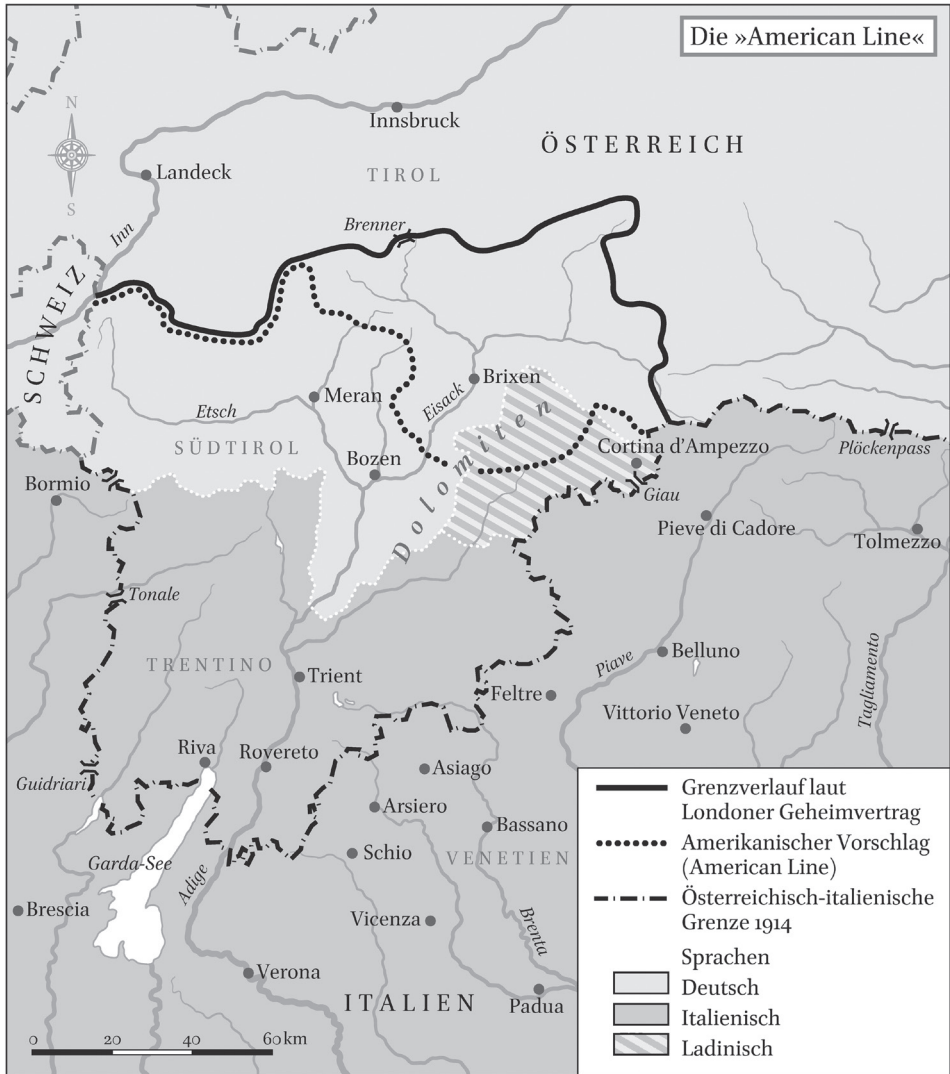 Die »American Line«
N
S
Innsbruck
ÖSTERREICH
Landeck
TIROL
Inn
Brenner
SCHWEIZ
Brixen
Meran
Eisack
Etsch
Dolomiten
SÜDTIROL
Cortina d'Ampezzo
Plöckenpass
Bozen
Bormio
Giau
Pieve di Cadore
Tolmezzo
Tonale
TRENTINO
Trient
Piave
Belluno
Tagliamento
Feltre
Vittorio Veneto
Riva
Rovereto
Guidriari
Asiago
Arsiero
Bassano
Schio
VENETIEN
Garda-See
Adige
Brescia
Vicenza
Brenta
Verona
ITALIEN
Padua
0 20 40 60 km
Grenzverlauf laut
Londoner Geheimvertrag
Amerikanischer Vorschlag
(American Line)
Österreichisch-italienische
Grenze 1914
Sprachen
Deutsch
Italienisch
Ladinisch